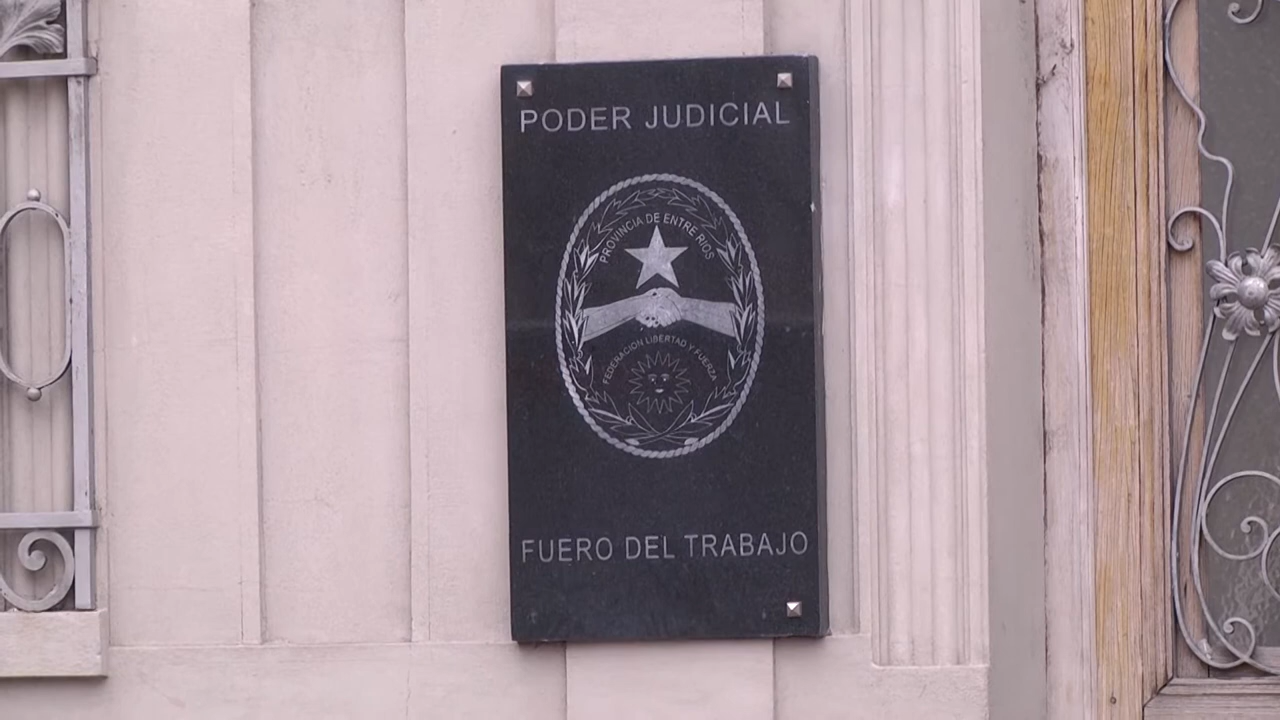 PODER JUDICIAL
PROVINCIA DE ENTRE RIOS
FEDERACION LIBERTAD Y FUERZA
FUERO DEL TRABAJO